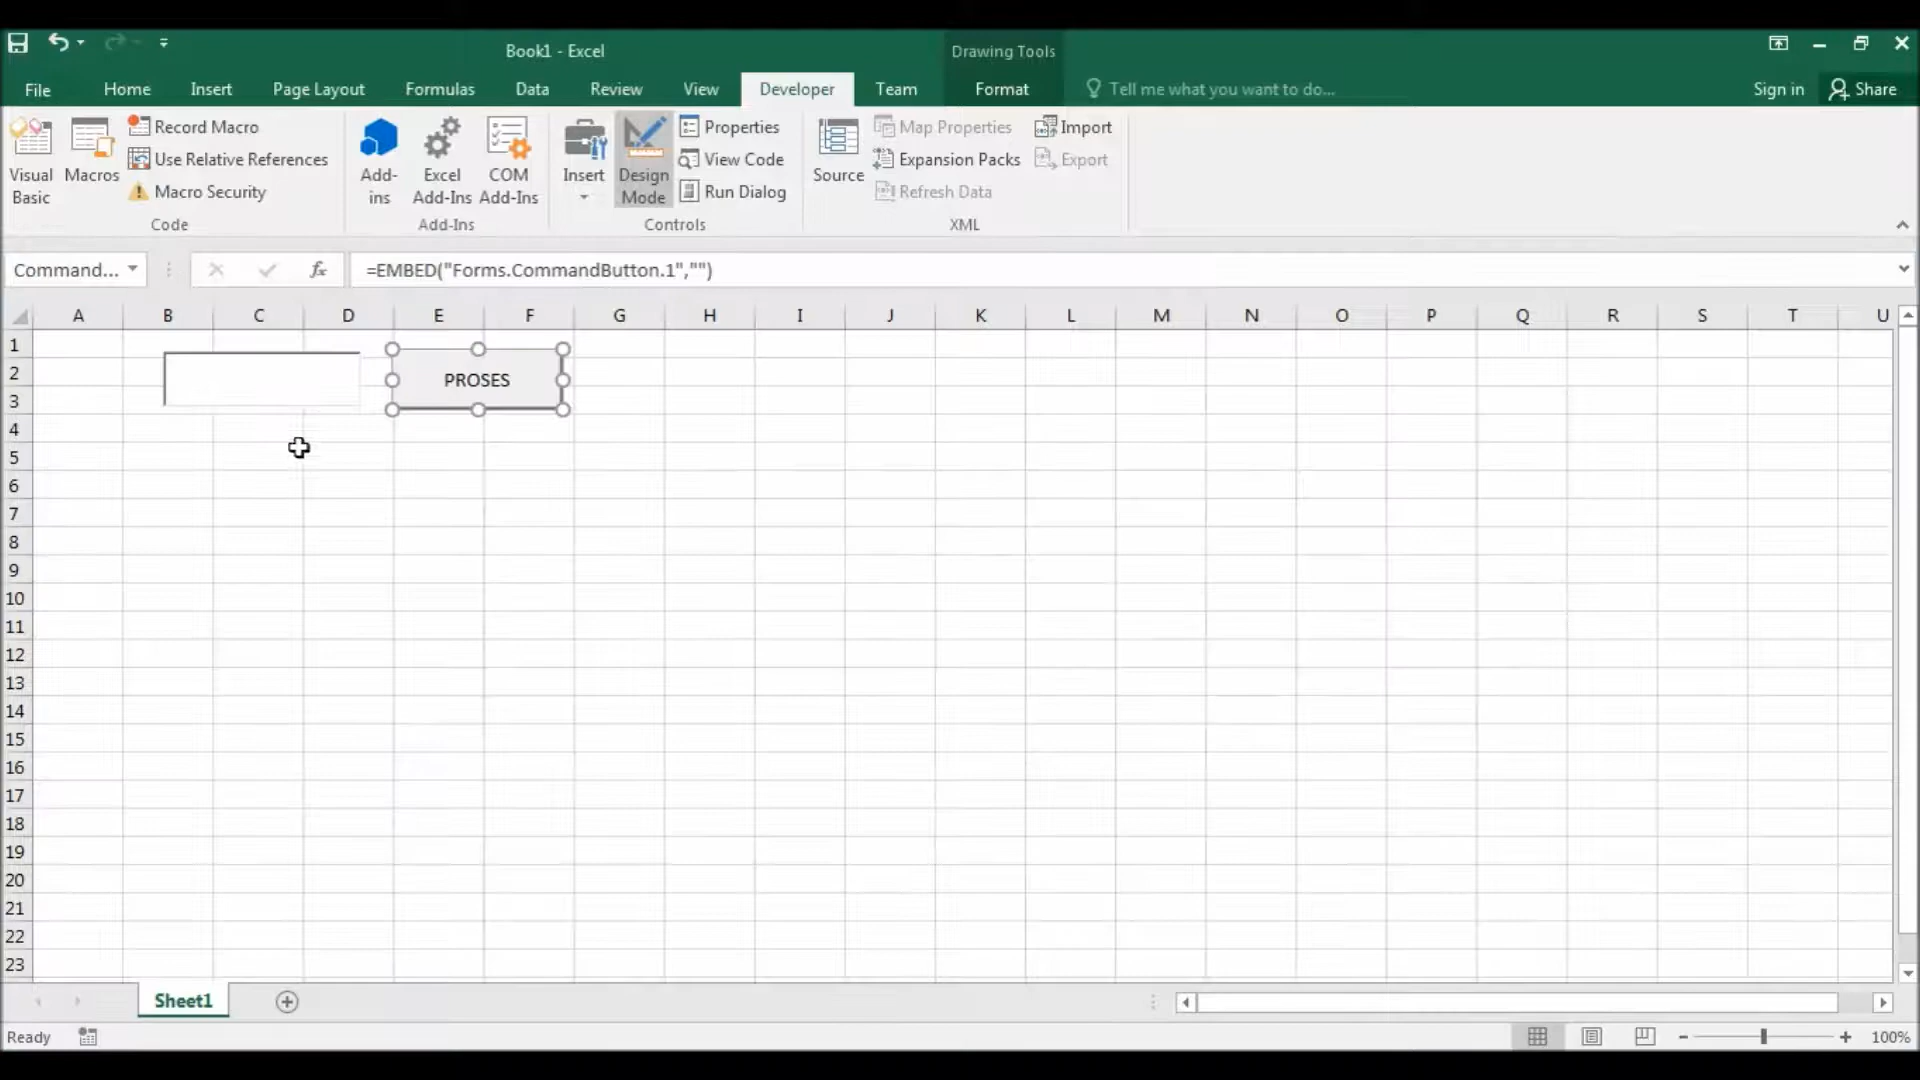 Book1 - Excel
Drawing Tools
File Home Insert Page Layout Formulas Data Review View Developer Team Format Tell me what you want to do... Sign in Share
Visual Basic
Macros
Record Macro
Use Relative References
Macro Security
Code
Add-ins
Excel Add-Ins
COM Add-Ins
Add-Ins
Insert
Design Mode
Properties
View Code
Run Dialog
Controls
Source
Map Properties
Expansion Packs
Refresh Data
Import
Export
XML
Command... fx =EMBED("Forms.CommandButton.1","")
A B C D E F G H I J K L M N O P Q R S T U
1
2
PROSES
3
4
5
6
7
8
9
10
11
12
13
14
15
16
17
18
19
20
21
22
23
Sheet1
Ready 100%